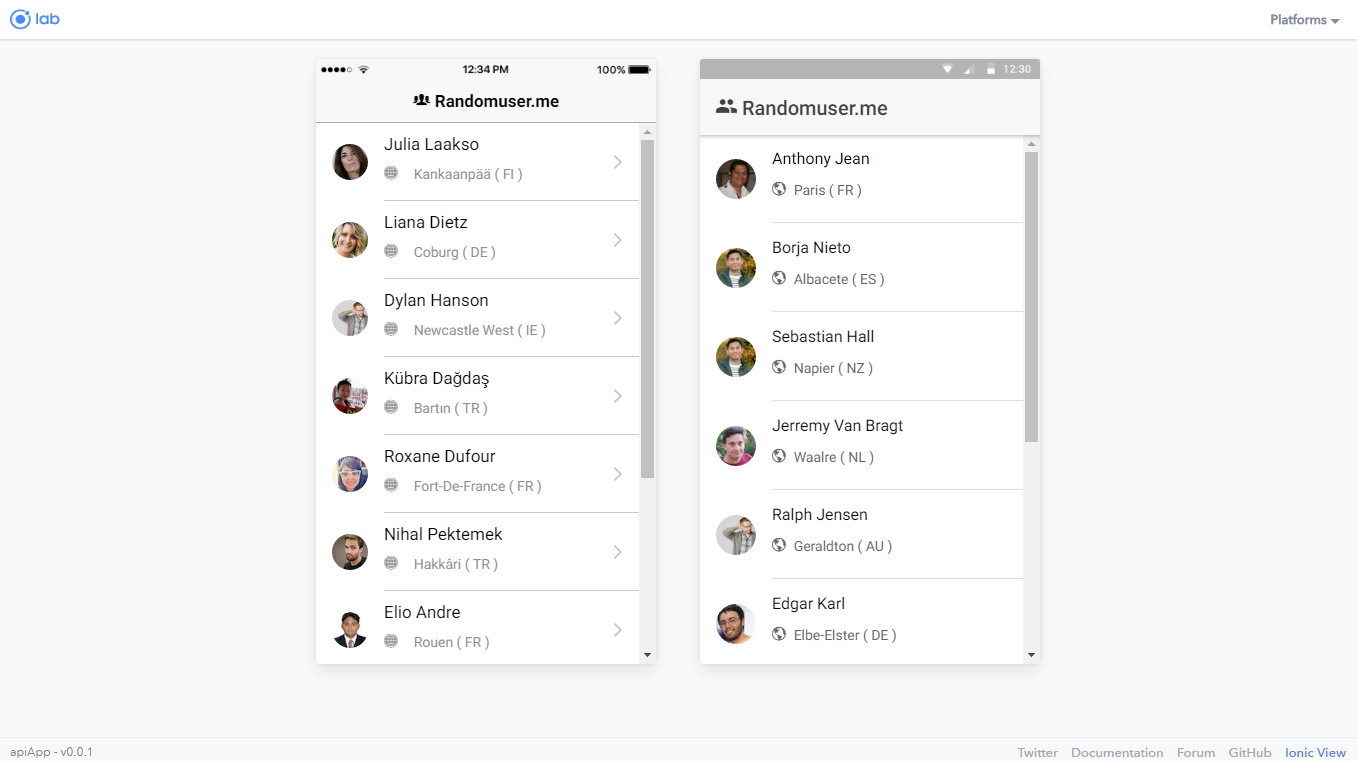 lab
Platforms
12:34 PM
100%
Randomuser.me
Julia Laakso
Kankaanpää ( FI )
Liana Dietz
Coburg ( DE )
Dylan Hanson
Newcastle West ( IE )
Kübra Dağdaş
Bartın ( TR )
Roxane Dufour
Fort-De-France ( FR )
Nihal Pektemek
Hakkâri ( TR )
Elio Andre
Rouen ( FR )
12:30
Randomuser.me
Anthony Jean
Paris ( FR )
Borja Nieto
Albacete ( ES )
Sebastian Hall
Napier ( NZ )
Jerremy Van Bragt
Waalre ( NL )
Ralph Jensen
Geraldton ( AU )
Edgar Karl
Elbe-Elster ( DE )
apiApp - v0.0.1
Twitter Documentation Forum GitHub Ionic View